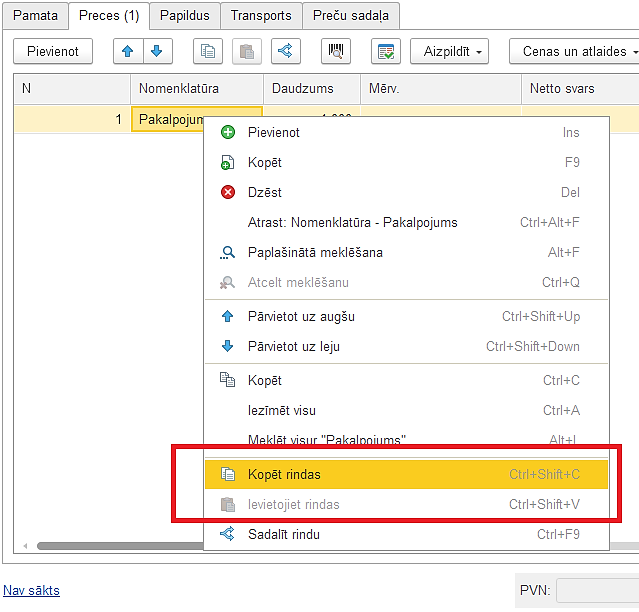 Pamata Preces (1) Papildus Transports Preču sadaļa
Pievienot Aizpildīt Cenas un atlaides
N Nomenklatūra Daudzums Mērv. Netto svars
1 Pakalpojum
Pievienot Ins
Kopēt F9
Dzēst Del
Atrast: Nomenklatūra - Pakalpojums Ctrl+Alt+F
Paplašinātā meklēšana Alt+F
Atcelt meklēšanu Ctrl+Q
Pārvietot uz augšu Ctrl+Shift+Up
Pārvietot uz leju Ctrl+Shift+Down
Kopēt Ctrl+C
Iezīmēt visu Ctrl+A
Meklēt visur "Pakalpojums" Alt+L
Kopēt rindas Ctrl+Shift+C
Ievietojiet rindas Ctrl+Shift+V
Sadalīt rindu Ctrl+F9
Nav sākts PVN: